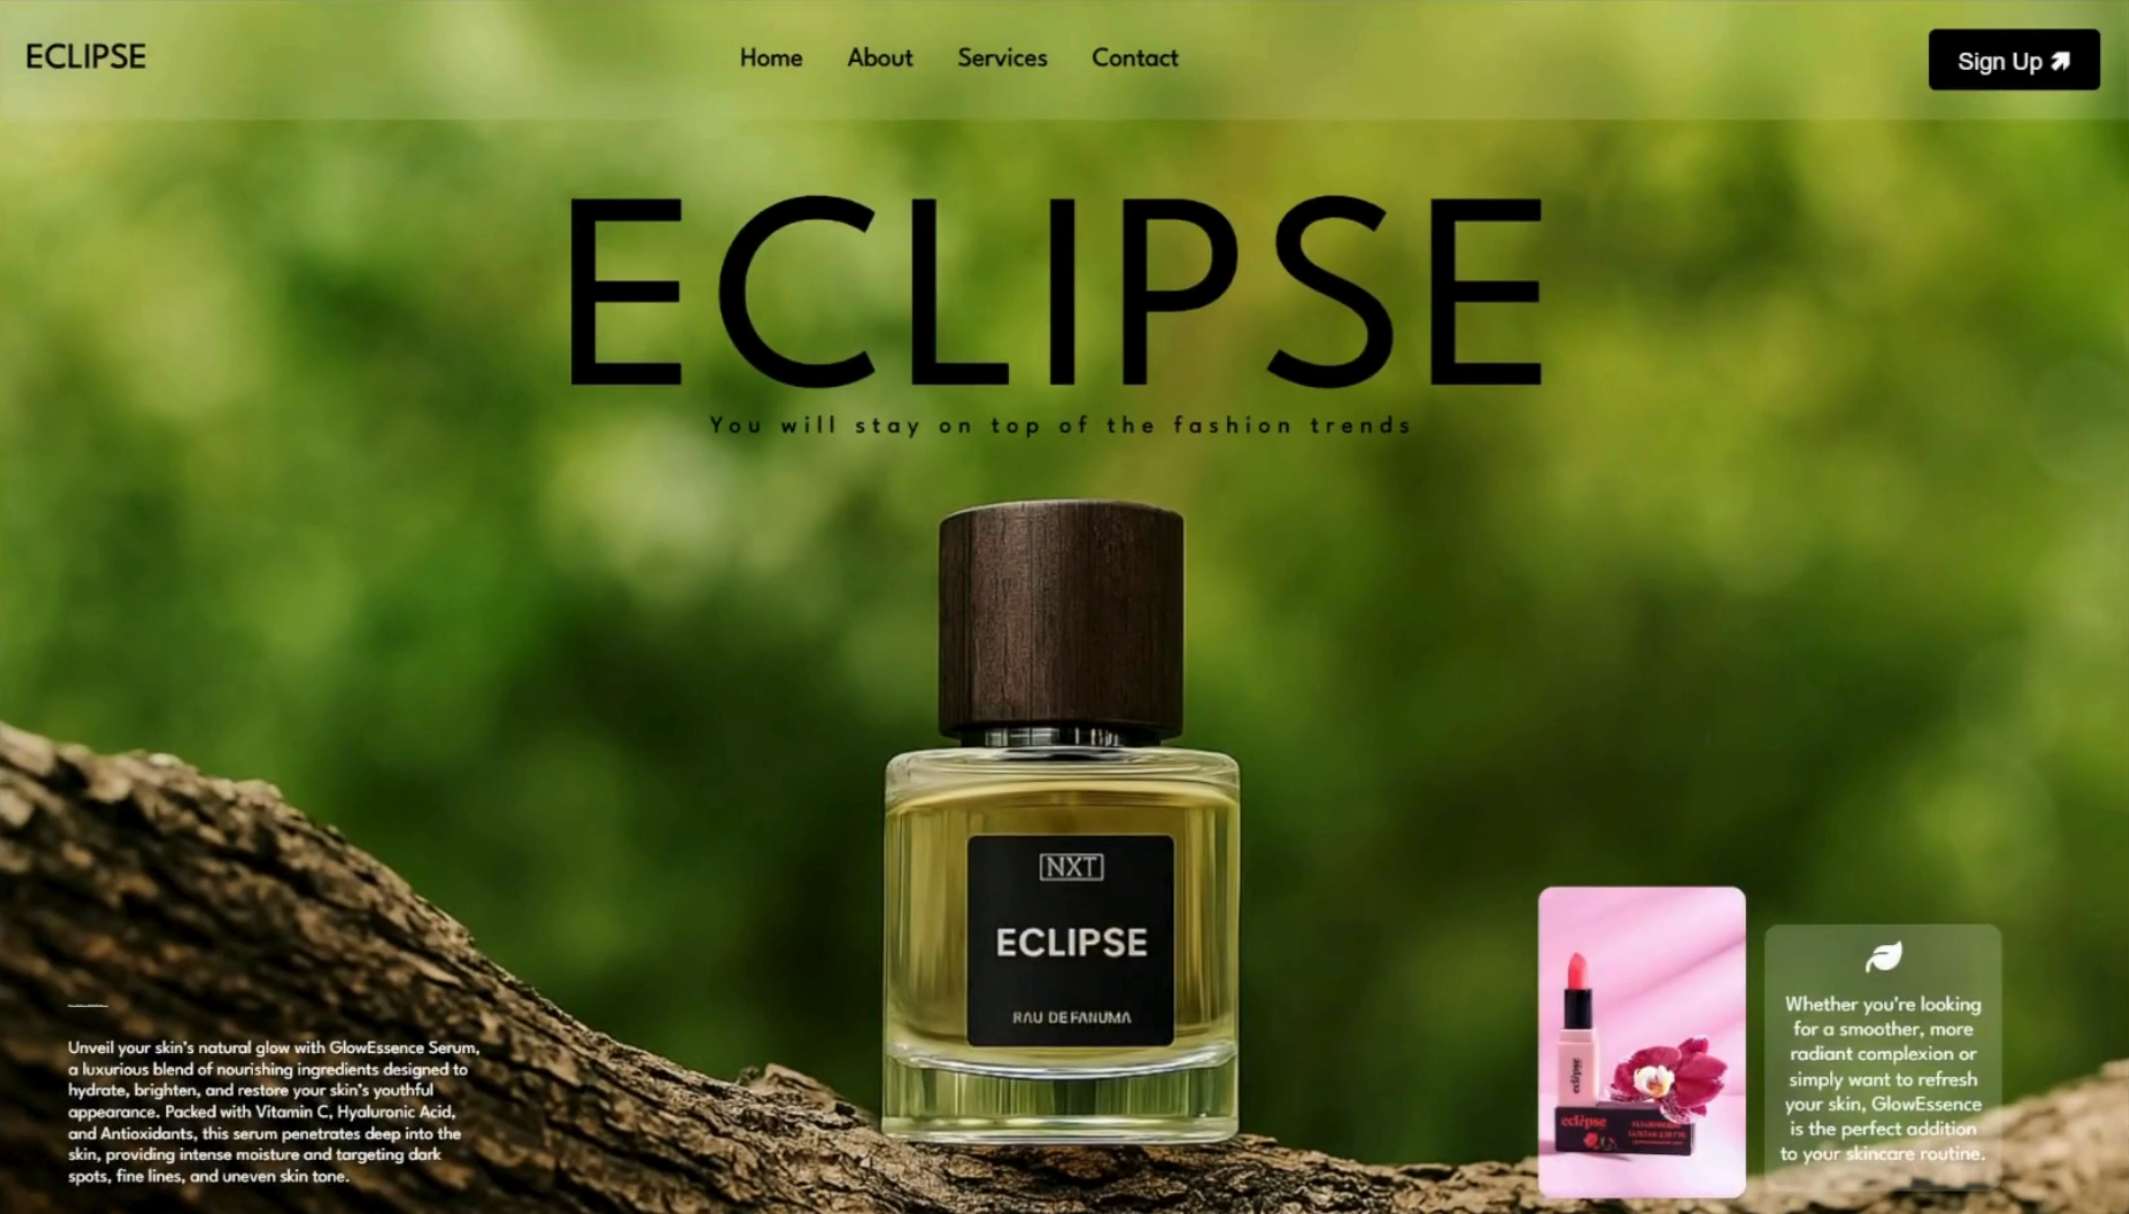 ECLIPSE
Home About Services Contact
Sign Up
ECLIPSE
You will stay on top of the fashion trends
NXT
ECLIPSE
RAU DE FANUMA
Unveil your skin's natural glow with GlowEssence Serum,
a luxurious blend of nourishing ingredients designed to
hydrate, brighten, and restore your skin's youthful
appearance. Packed with Vitamin C, Hyaluronic Acid,
and Antioxidants, this serum penetrates deep into the
skin, providing intense moisture and targeting dark
spots, fine lines, and uneven skin tone.
eclipse
eclipse
Whether you're looking
for a smoother, more
radiant complexion or
simply want to refresh
your skin, GlowEssence
is the perfect addition
to your skincare routine.